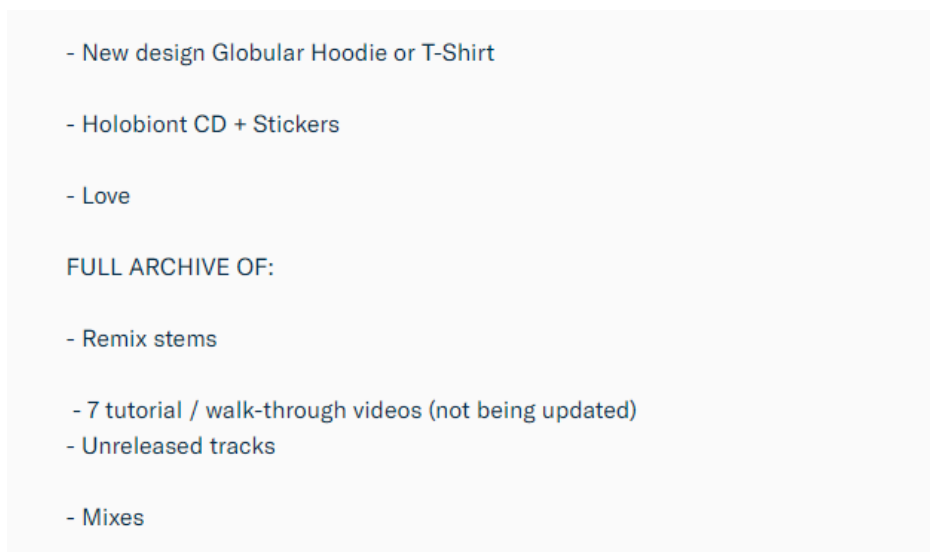 - New design Globular Hoodie or T-Shirt
- Holobiont CD + Stickers
- Love
FULL ARCHIVE OF:
- Remix stems
- 7 tutorial / walk-through videos (not being updated)
- Unreleased tracks
- Mixes